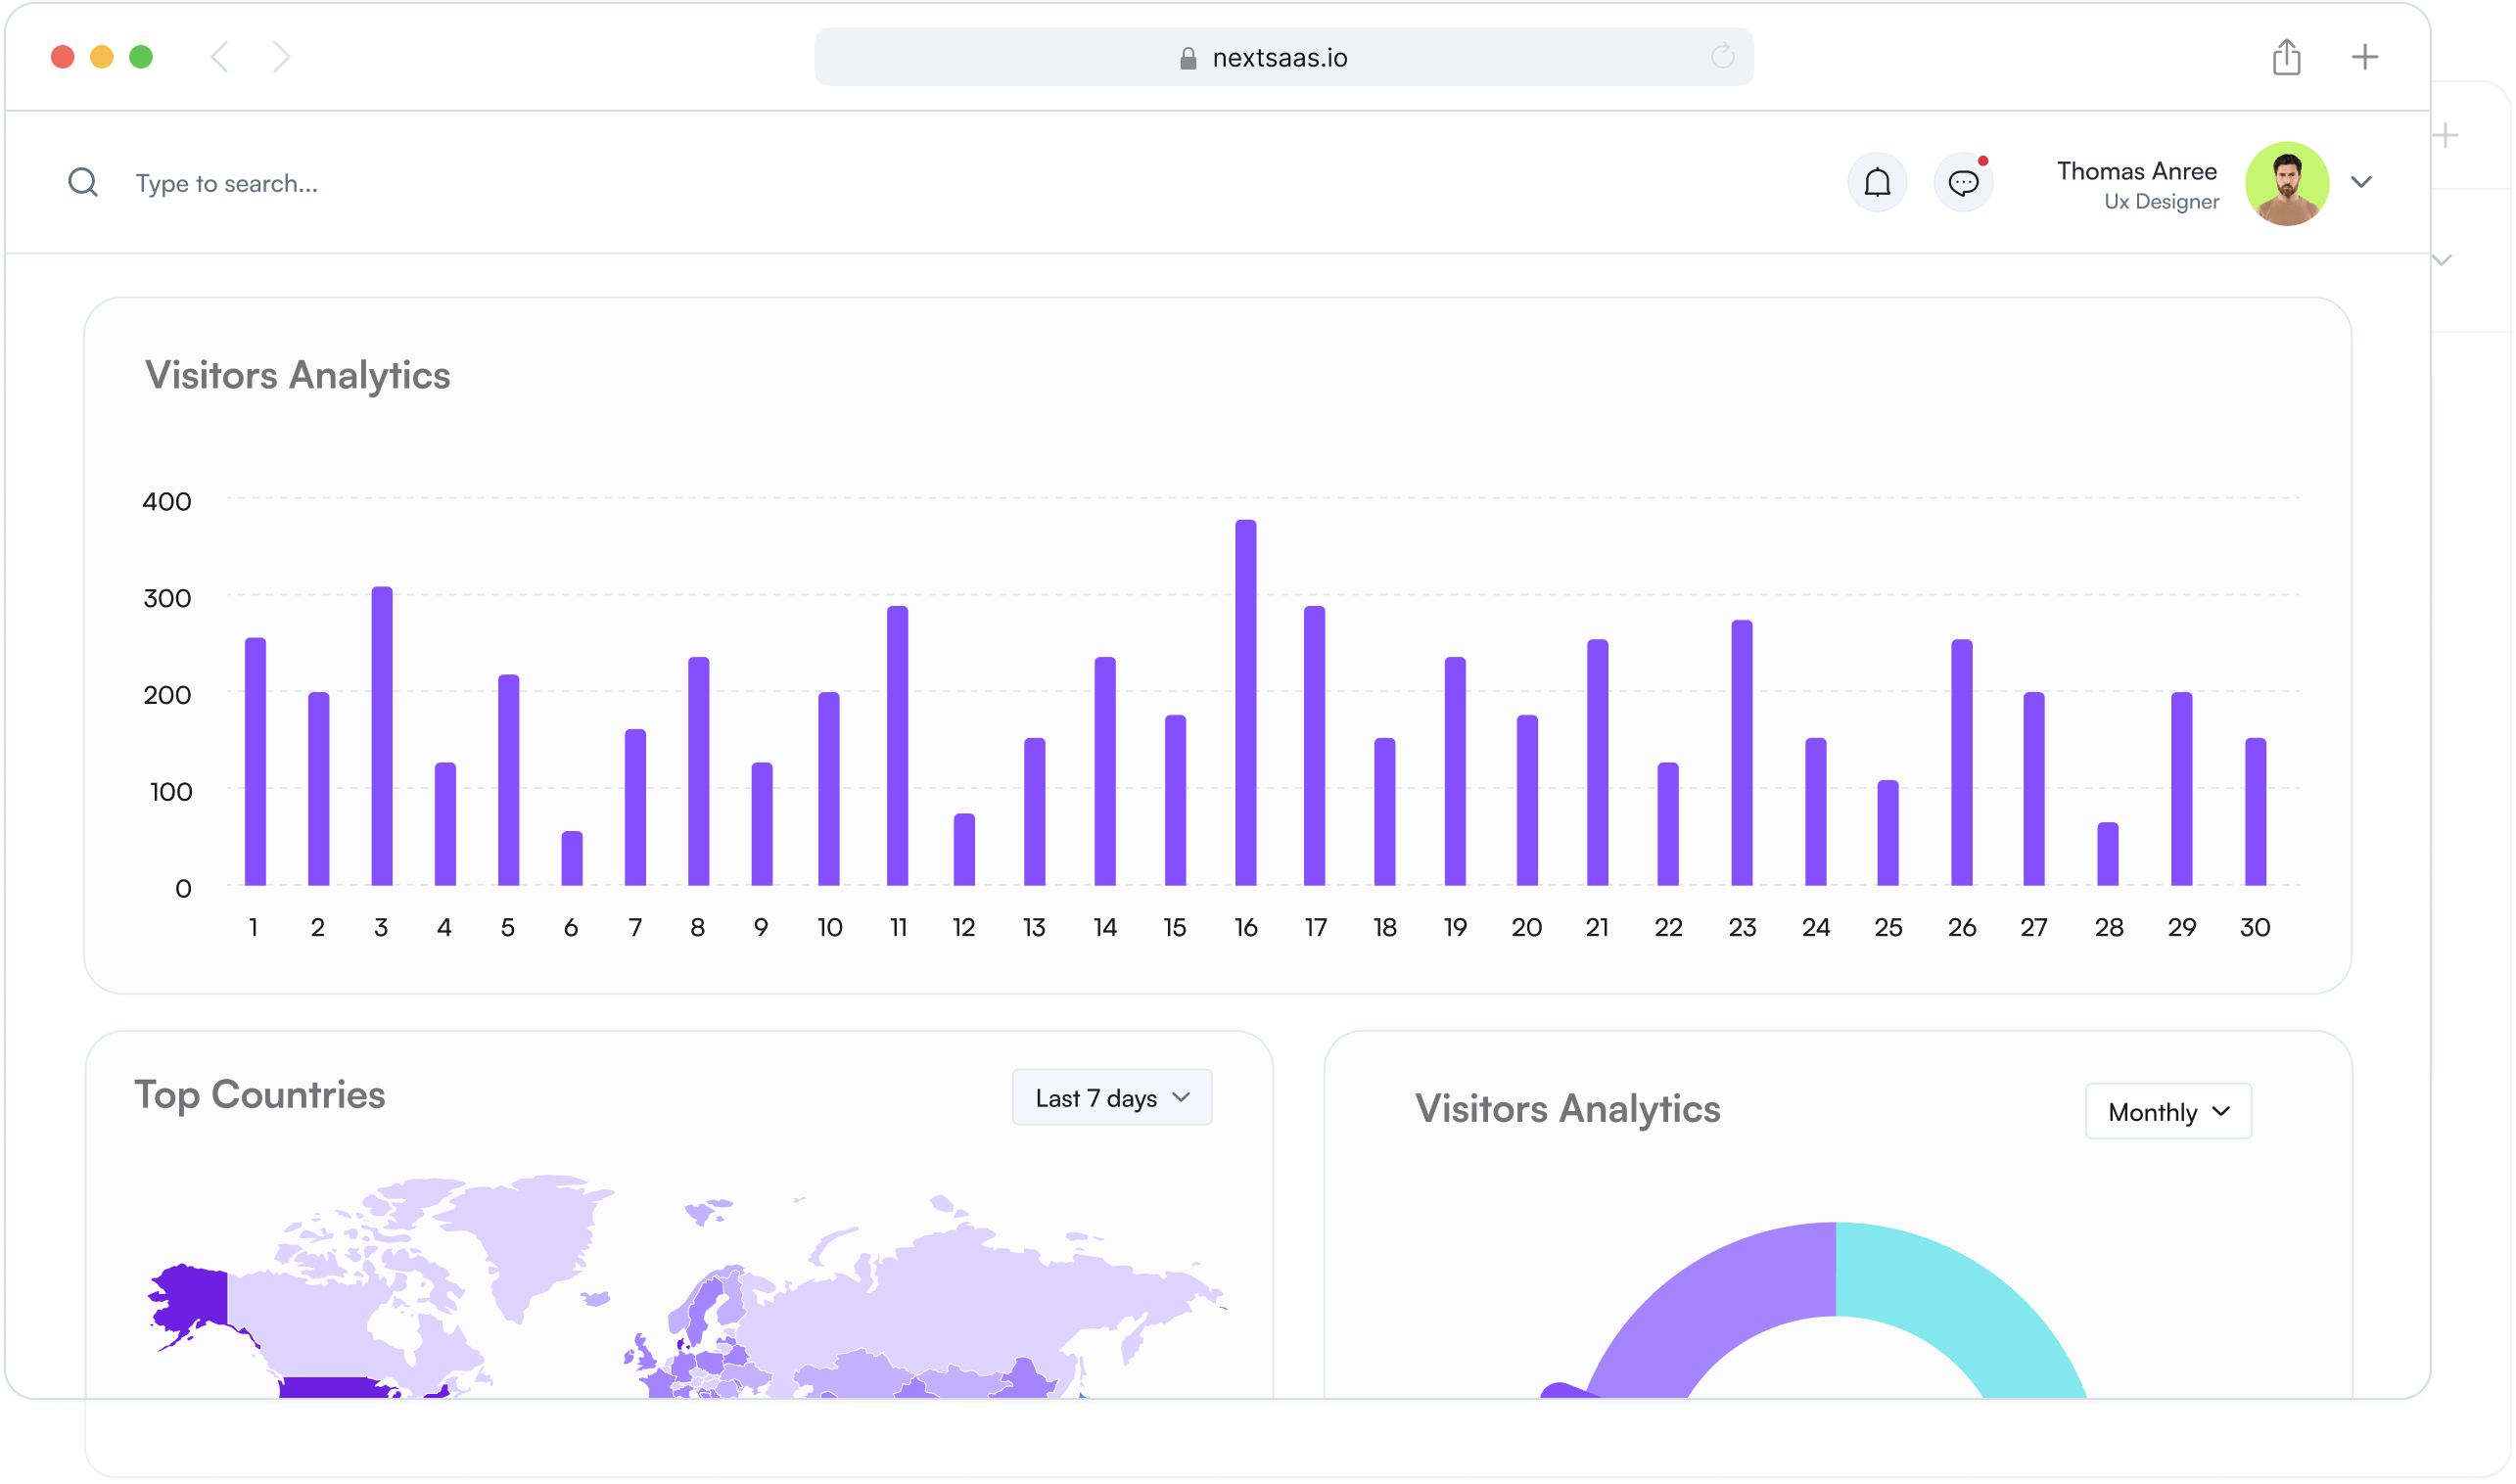 nextsaas.io
Type to search...
Thomas Anree
Ux Designer
Visitors Analytics
400
300
200
100
0
1 2 3 4 5 6 7 8 9 10 11 12 13 14 15 16 17 18 19 20 21 22 23 24 25 26 27 28 29 30
Top Countries
Last 7 days
Visitors Analytics
Monthly